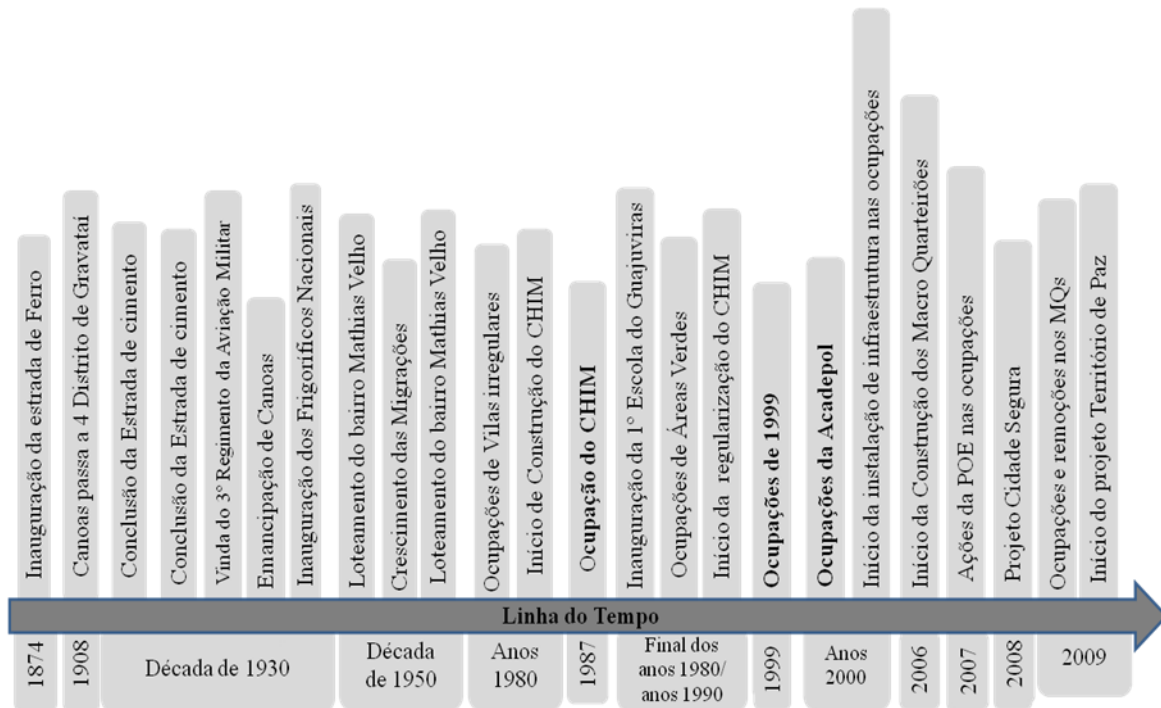 Inauguração da estrada de Ferro
Canoas passa a 4 Distrito de Gravataí
Conclusão da Estrada de cimento
Conclusão da Estrada de cimento
Vinda do 3º Regimento da Aviação Militar
Emancipação de Canoas
Inauguração dos Frigoríficos Nacionais
Loteamento do bairro Mathias Velho
Crescimento das Migrações
Loteamento do bairro Mathias Velho
Ocupações de Vilas irregulares
Início de Construção do CHIM
Ocupação do CHIM
Inauguração da 1º Escola do Guajuviras
Ocupações de Áreas Verdes
Início da regularização do CHIM
Ocupações de 1999
Ocupações da Acadepol
Início da instalação de infraestrutura nas ocupações
Início da Construção dos Macro Quarteirões
Ações da POE nas ocupações
Projeto Cidade Segura
Ocupações e remoções nos MQs
Início do projeto Território de Paz
Linha do Tempo
1874
1908
Década de 1930
Década
de 1950
Anos
1980
1987
Final dos
anos 1980/
anos 1990
1999
Anos
2000
2006
2007
2008
2009